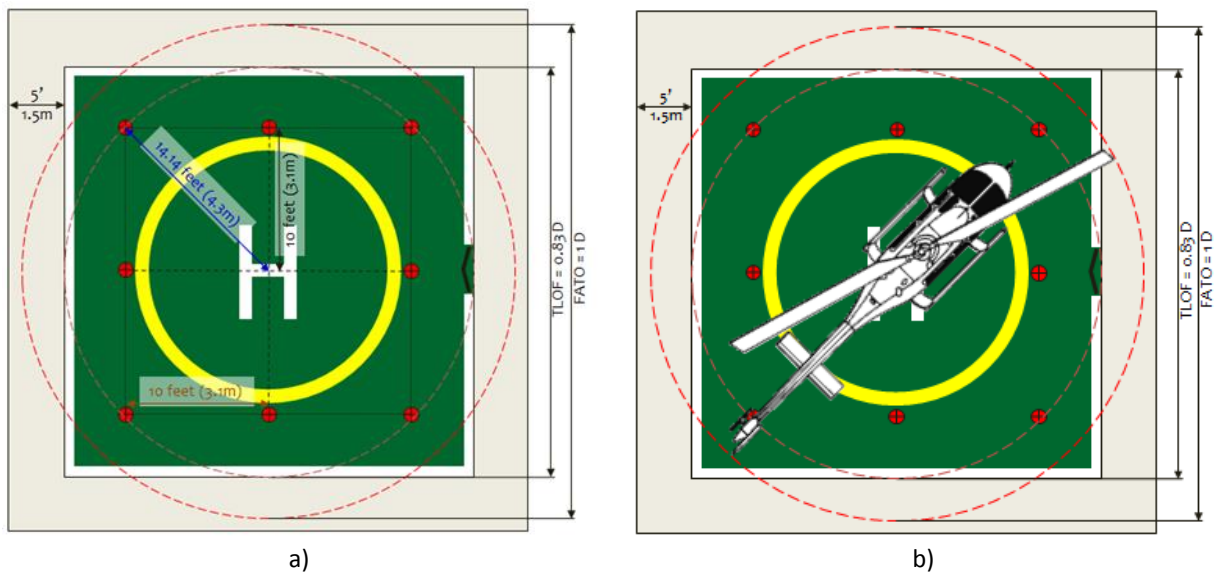 5'
1.5m
14.14 feet (4.3m)
10 feet (3.1m)
H
10 feet (3.1m)
TLOF = 0.83 D
FATO = 1 D
a)
5'
1.5m
H
TLOF = 0.83 D
FATO = 1 D
b)